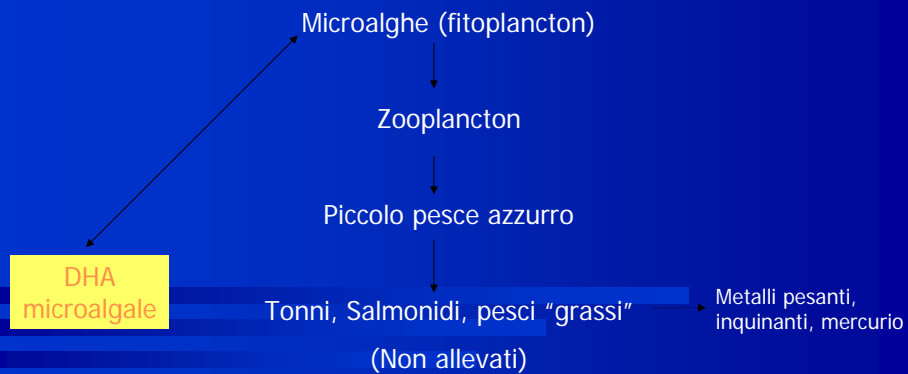 Microalghe (fitoplancton)
Zooplancton
Piccolo pesce azzurro
DHA
microalgale
Tonni, Salmonidi, pesci “grassi”
(Non allevati)
Metalli pesanti,
inquinanti, mercurio